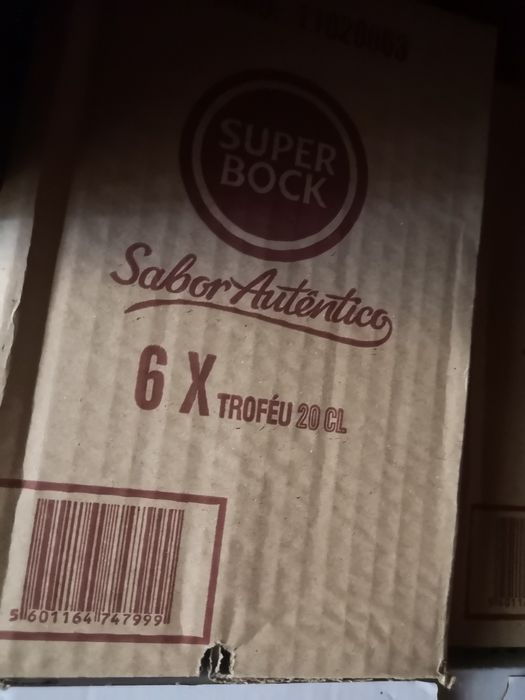 SUPER
BOCK
Sabor Autêntico
6 X TROFÉU 20 CL
5 601164 747999